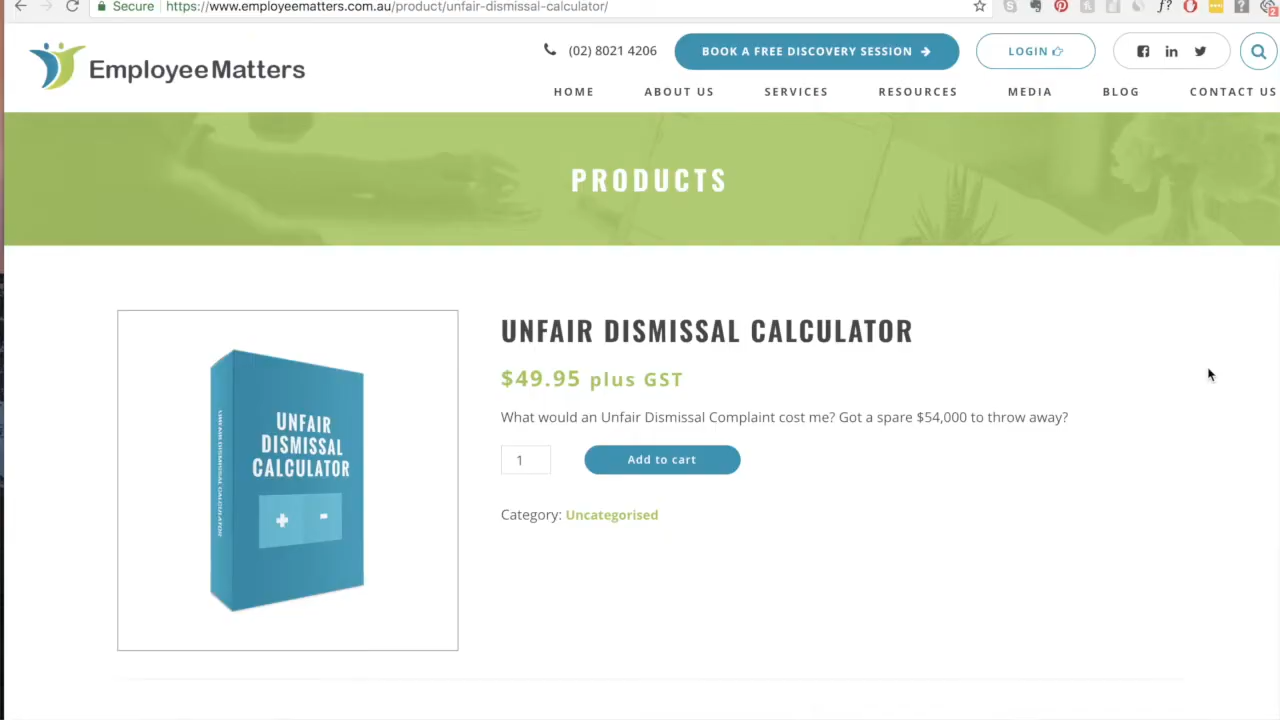 Secure https://www.employeematters.com.au/product/unfair-dismissal-calculator/
EmployeeMatters
(02) 8021 4206
BOOK A FREE DISCOVERY SESSION
LOGIN
HOME ABOUT US SERVICES RESOURCES MEDIA BLOG CONTACT US
PRODUCTS
UNFAIR DISMISSAL CALCULATOR
UNFAIR
DISMISSAL
CALCULATOR
+ -
UNFAIR DISMISSAL CALCULATOR
$49.95 plus GST
What would an Unfair Dismissal Complaint cost me? Got a spare $54,000 to throw away?
1
Add to cart
Category: Uncategorised